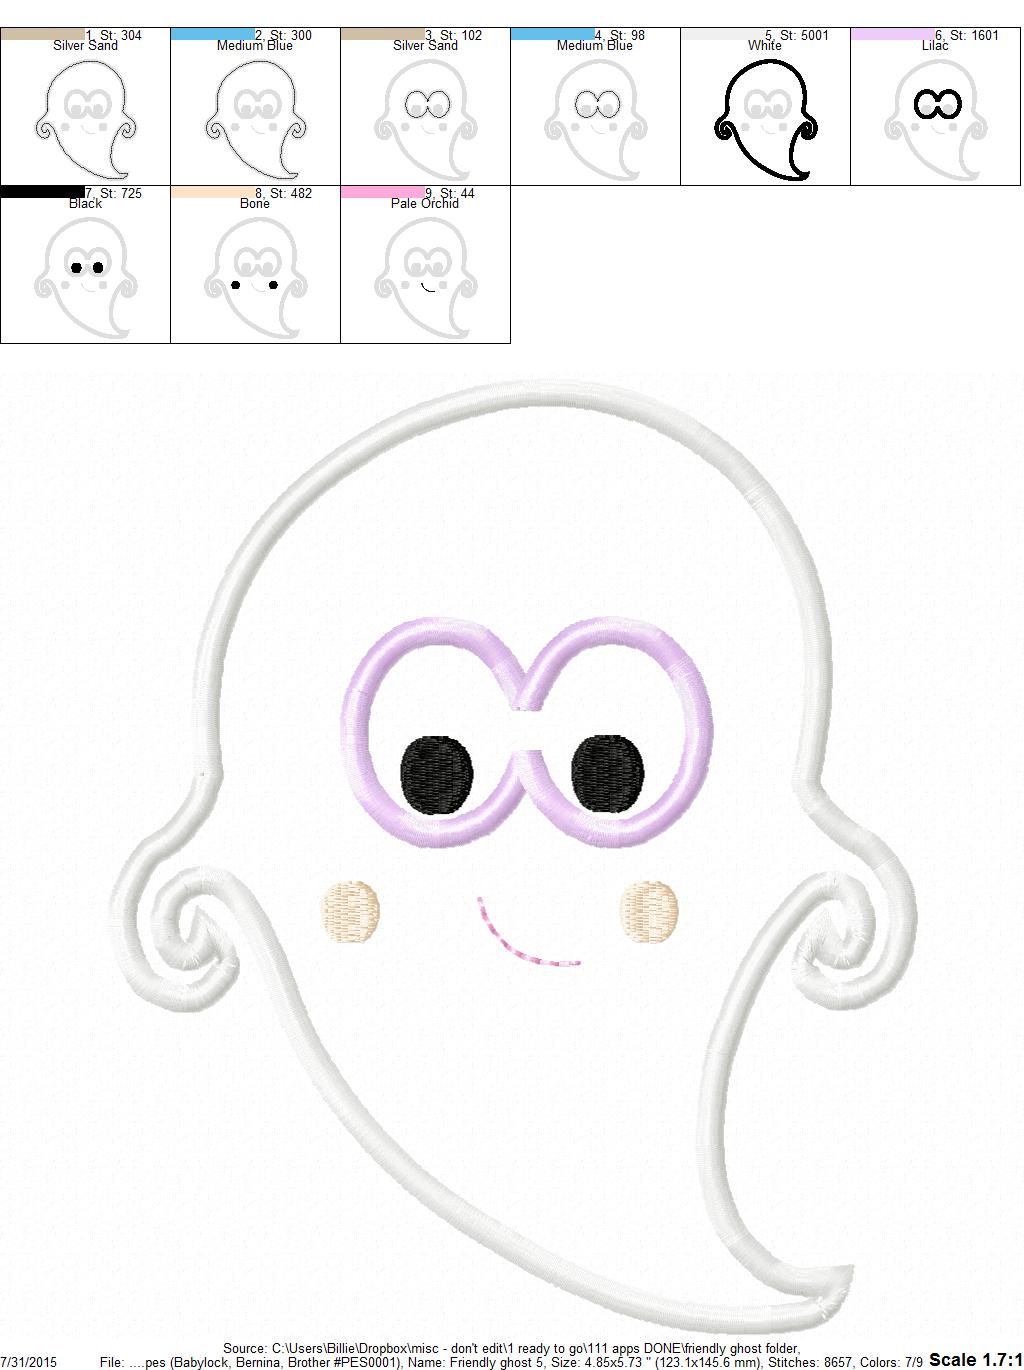 1, St: 304
Silver Sand
2, St: 300
Medium Blue
3, St: 102
Silver Sand
4, St: 98
Medium Blue
5, St: 5001
White
6, St: 1601
Lilac
7, St: 725
Black
8, St: 482
Bone
9, St: 44
Pale Orchid
Source: C:\Users\Billie\Dropbox\misc - don't edit\1 ready to go\111 apps DONE\friendly ghost folder,
7/31/2015 File: ....pes (Babylock, Bernina, Brother #PES0001), Name: Friendly ghost 5, Size: 4.85x5.73 " (123.1x145.6 mm), Stitches: 8657, Colors: 7/9 Scale 1.7:1